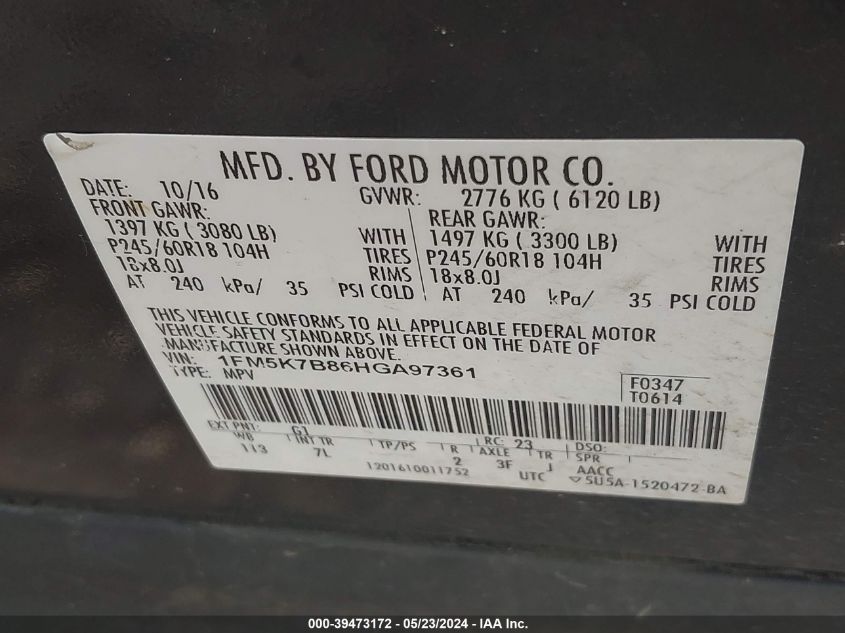 MFD. BY FORD MOTOR CO.
DATE: 10/16 GVWR: 2776 KG ( 6120 LB)
FRONT GAWR: REAR GAWR:
1397 KG ( 3080 LB) WITH 1497 KG ( 3300 LB) WITH
P245/60R18 104H TIRES P245/60R18 104H TIRES
18x8.0J RIMS 18x8.0J RIMS
AT 240 kPa/ 35 PSI COLD AT 240 kPa/ 35 PSI COLD
THIS VEHICLE CONFORMS TO ALL APPLICABLE FEDERAL MOTOR
VEHICLE SAFETY STANDARDS IN EFFECT ON THE DATE OF
MANUFACTURE SHOWN ABOVE.
VIN: 1FM5K7B86HGA97361
TYPE: MPV
F0347
T0614
EXT PNT: G1 RC: 23 DSO:
WB INT TR TP/PS R AXLE TR SPR
113 7L 2 3F J AACC
1201610011752 UTC ▽5U5A-1520472-BA
000-39473172 - 05/23/2024 - IAA Inc.